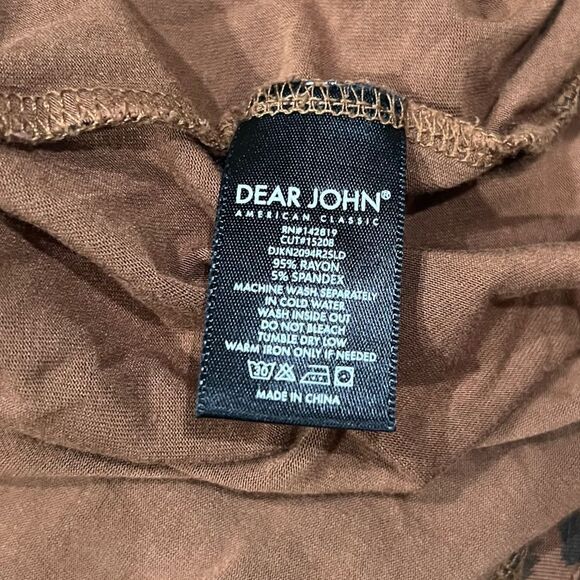 DEAR JOHN®
AMERICAN CLASSIC
RN#142819
CUT#15208
DJKN2094R2SLD
95% RAYON
5% SPANDEX
MACHINE WASH SEPARATELY
IN COLD WATER
WASH INSIDE OUT
DO NOT BLEACH
TUMBLE DRY LOW
WARM IRON ONLY IF NEEDED
30
MADE IN CHINA